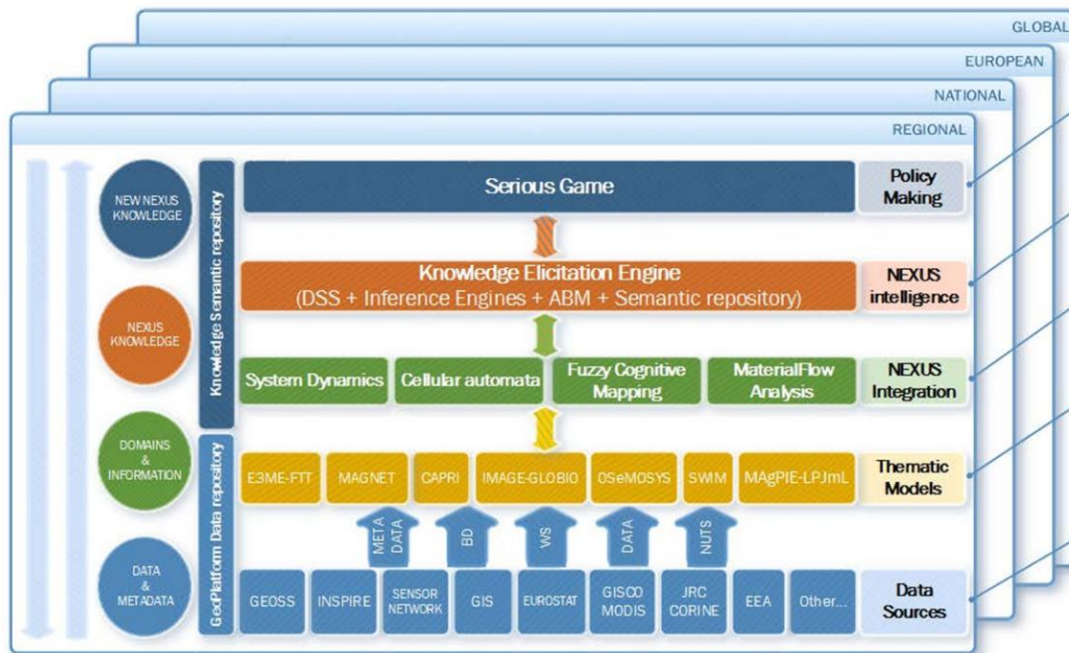 GLOBAL
EUROPEAN
NATIONAL
REGIONAL
NEW NEXUS
KNOWLEDGE
Knowledge Semantic repository
Serious Game
Policy
Making
NEXUS
KNOWLEDGE
Knowledge Elicitation Engine
(DSS + Inference Engines + ABM + Semantic repository)
NEXUS
intelligence
System Dynamics
Cellular automata
Fuzzy Cognitive
Mapping
MaterialFlow
Analysis
NEXUS
Integration
DOMAINS
&
INFORMATION
GeoPlatform Data repository
E3ME-FTT
MAGNET
CAPRI
IMAGE-GLOBIO
OSeMOSYS
SWIM
MAgPIE-LPJmL
Thematic
Models
META
DATA
BD
WS
DATA
NUTS
DATA
&
METADATA
GEOSS
INSPIRE
SENSOR
NETWORK
GIS
EUROSTAT
GISCO
MODIS
JRC
CORINE
EEA
Other...
Data
Sources